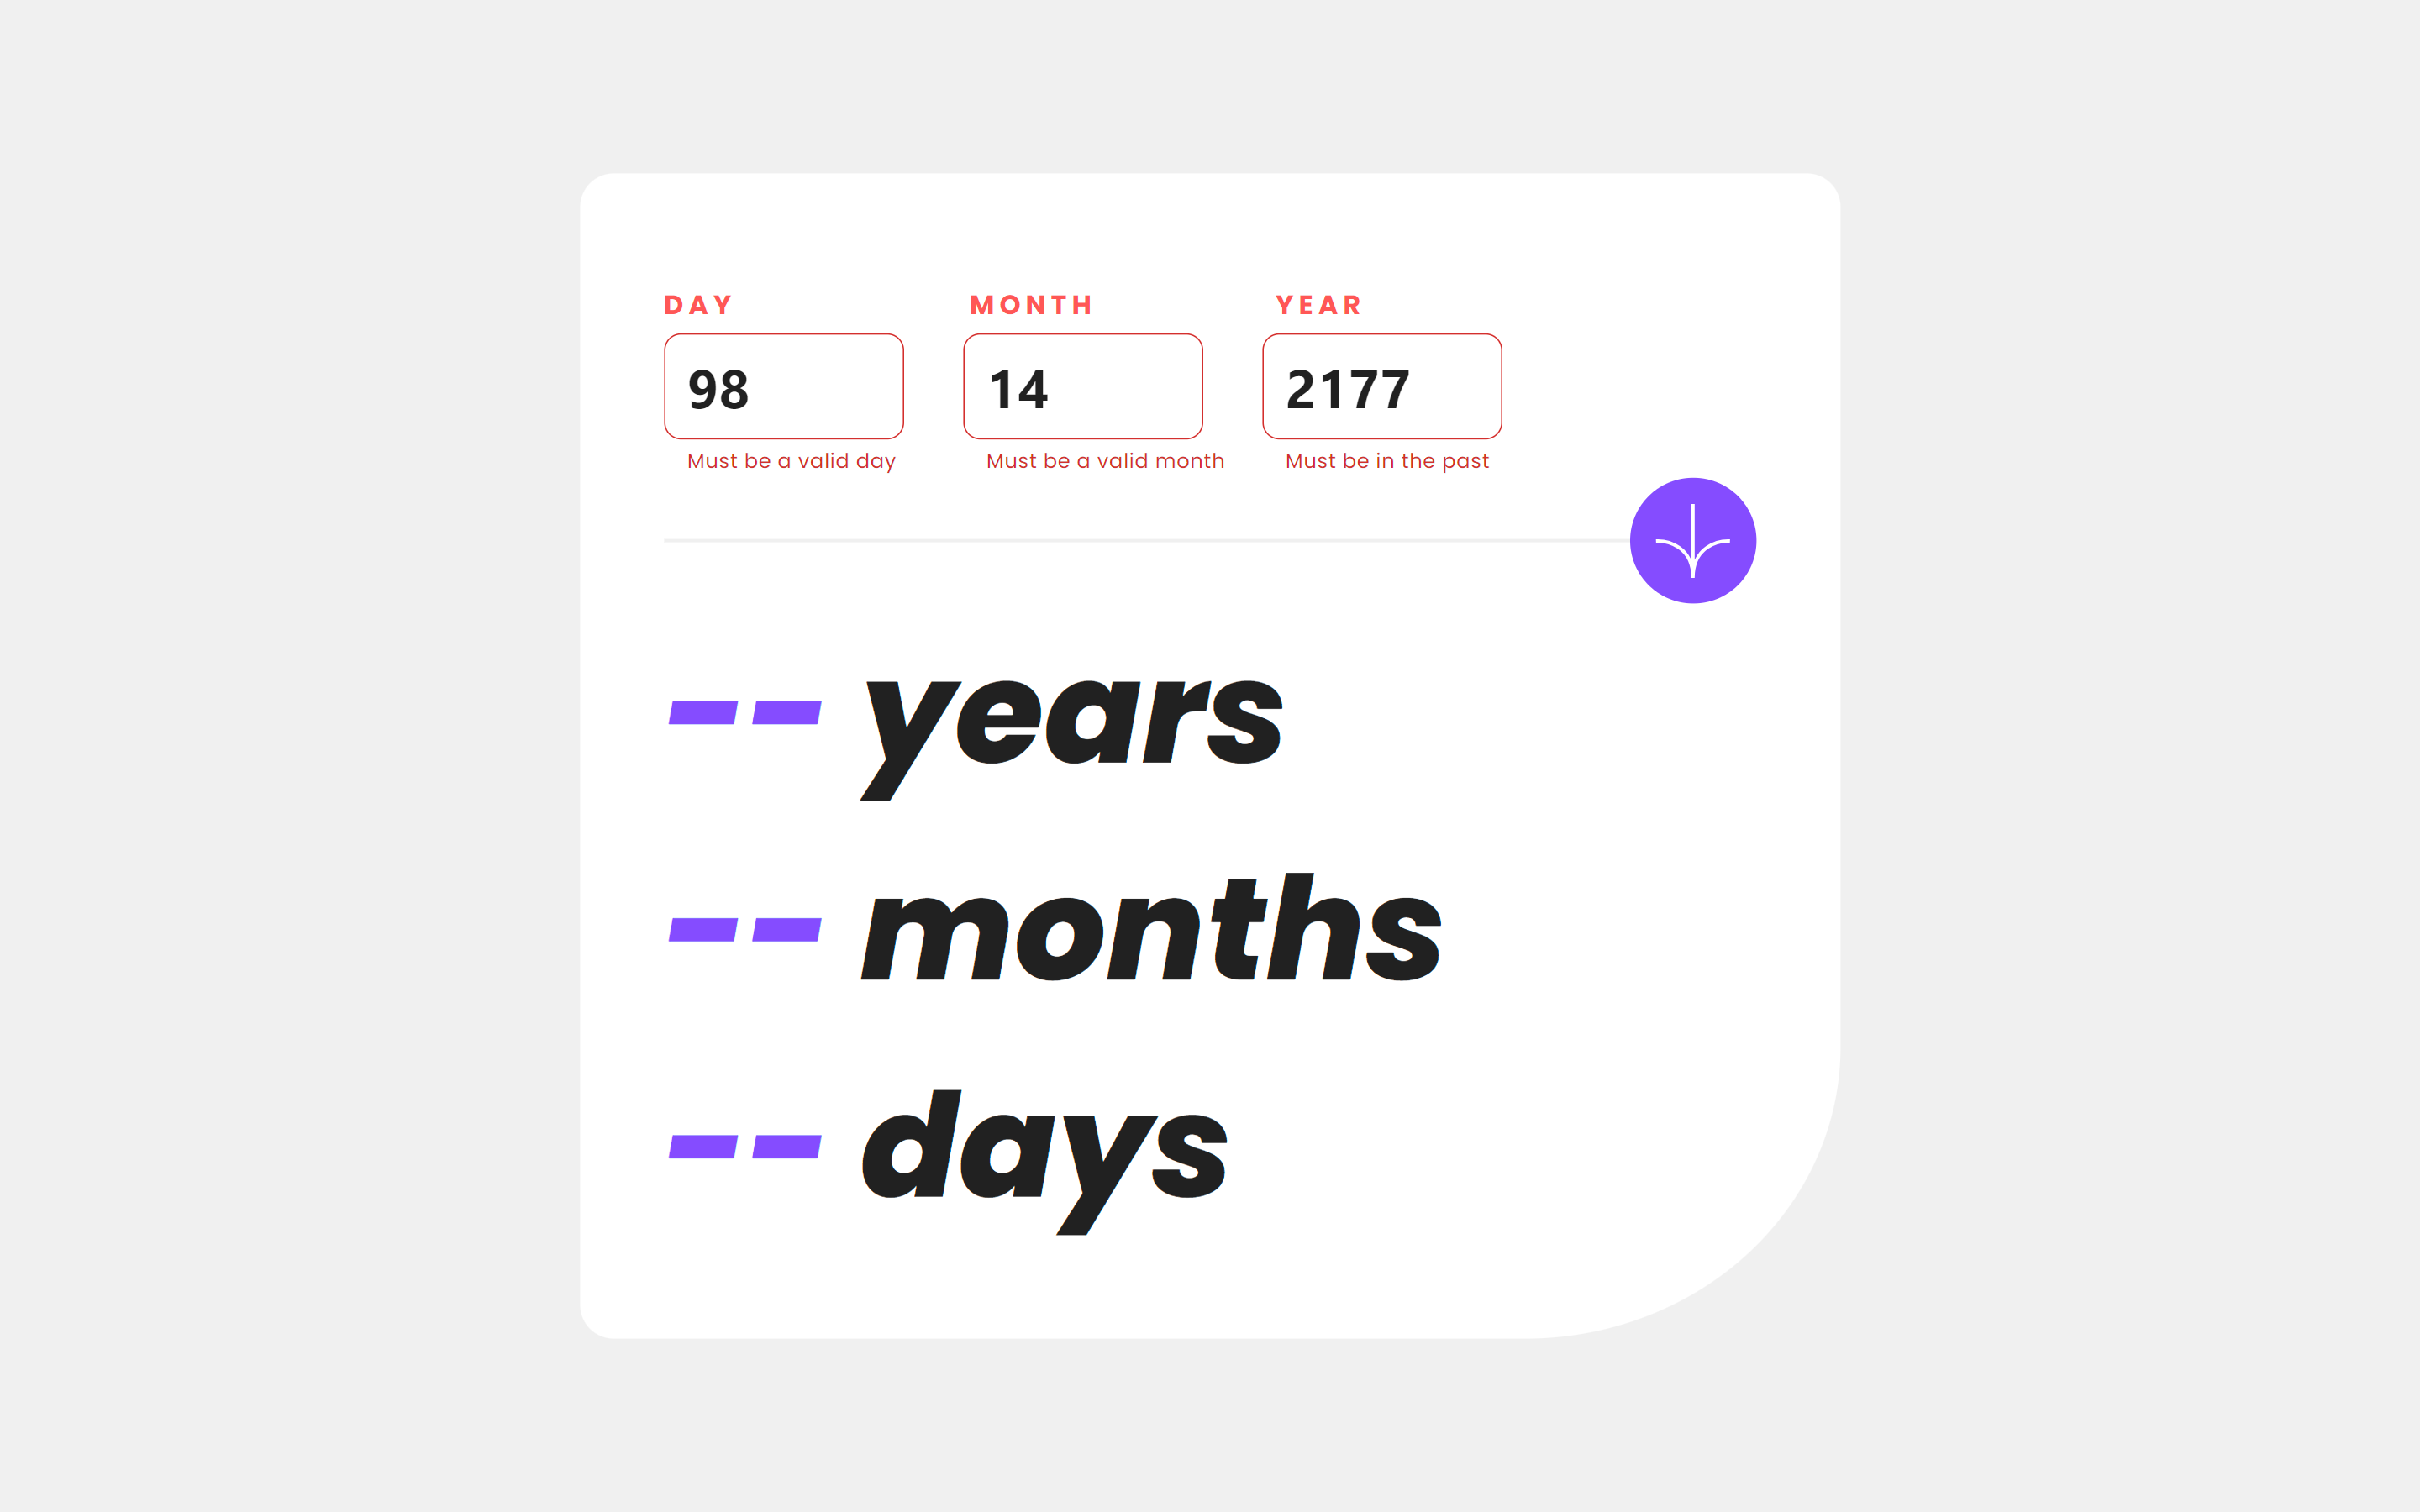 DAY MONTH YEAR
98 14 2177
Must be a valid day Must be a valid month Must be in the past
-- years
-- months
-- days